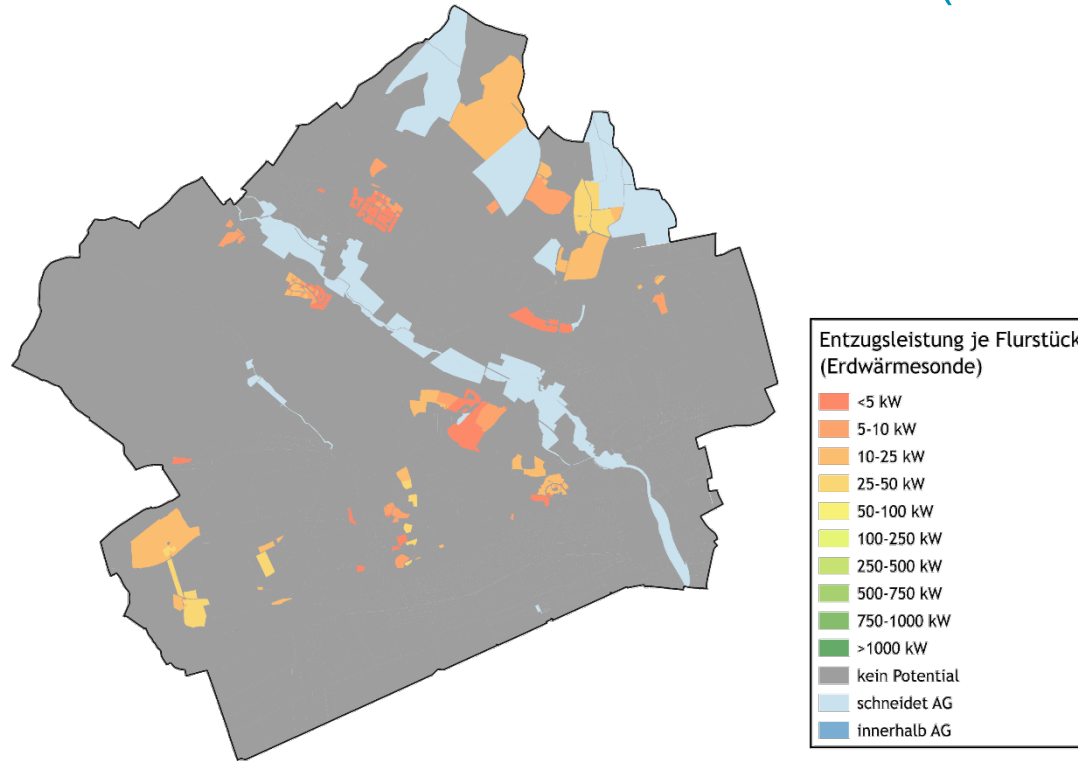 (
Entzugsleistung je Flurstück
(Erdwärmesonde)
<5 kW
5-10 kW
10-25 kW
25-50 kW
50-100 kW
100-250 kW
250-500 kW
500-750 kW
750-1000 kW
>1000 kW
kein Potential
schneidet AG
innerhalb AG